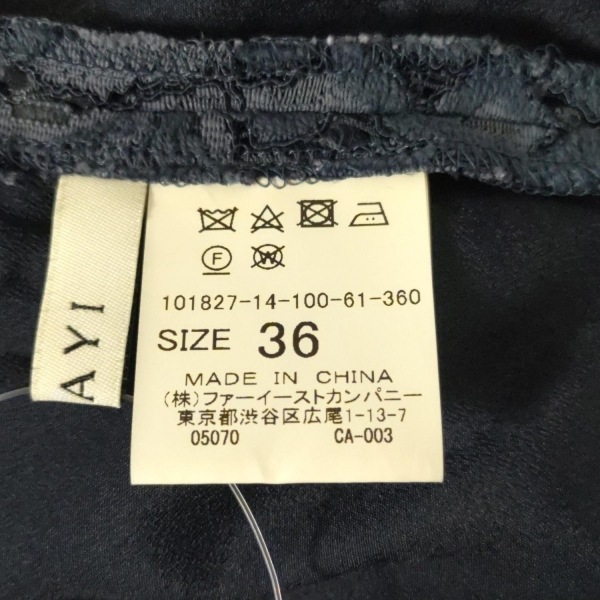 AYI
F W
101827-14-100-61-360
SIZE 36
MADE IN CHINA
(株)ファーイーストカンパニー
東京都渋谷区広尾1-13-7
05070 CA-003